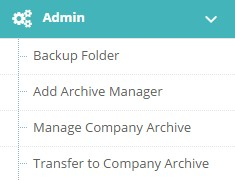 Admin
Backup Folder
Add Archive Manager
Manage Company Archive
Transfer to Company Archive